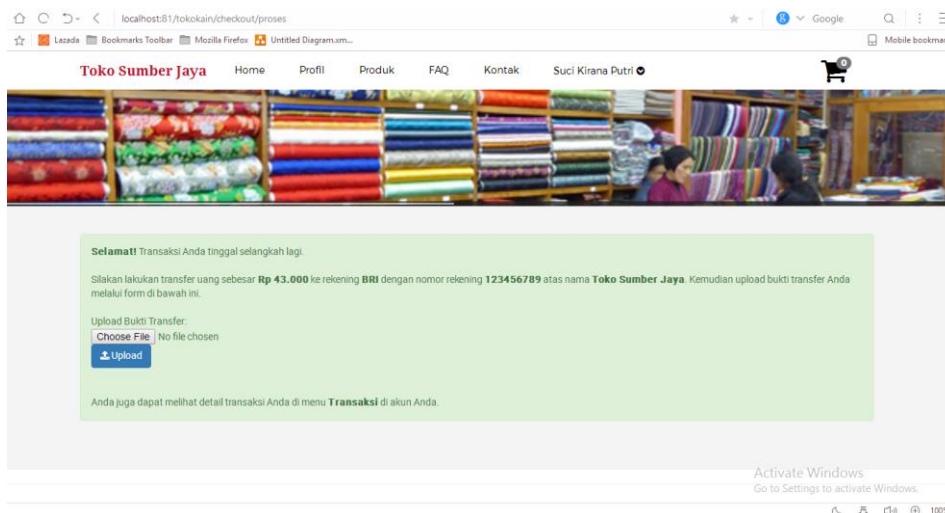 localhost:81/tokokain/checkout/proses
Google
Lazada Bookmarks Toolbar Mozilla Firefox Untitled Diagram.xm...
Mobile bookma
Toko Sumber Jaya Home Profil Produk FAQ Kontak Suci Kirana Putri 0
Selamat! Transaksi Anda tinggal selangkah lagi.
Silakan lakukan transfer uang sebesar Rp 43.000 ke rekening BRI dengan nomor rekening 123456789 atas nama Toko Sumber Jaya. Kemudian upload bukti transfer Anda
melalui form di bawah ini.
Upload Bukti Transfer:
Choose File No file chosen
Upload
Anda juga dapat melihat detail transaksi Anda di menu Transaksi di akun Anda.
Activate Windows
Go to Settings to activate Windows.
100%